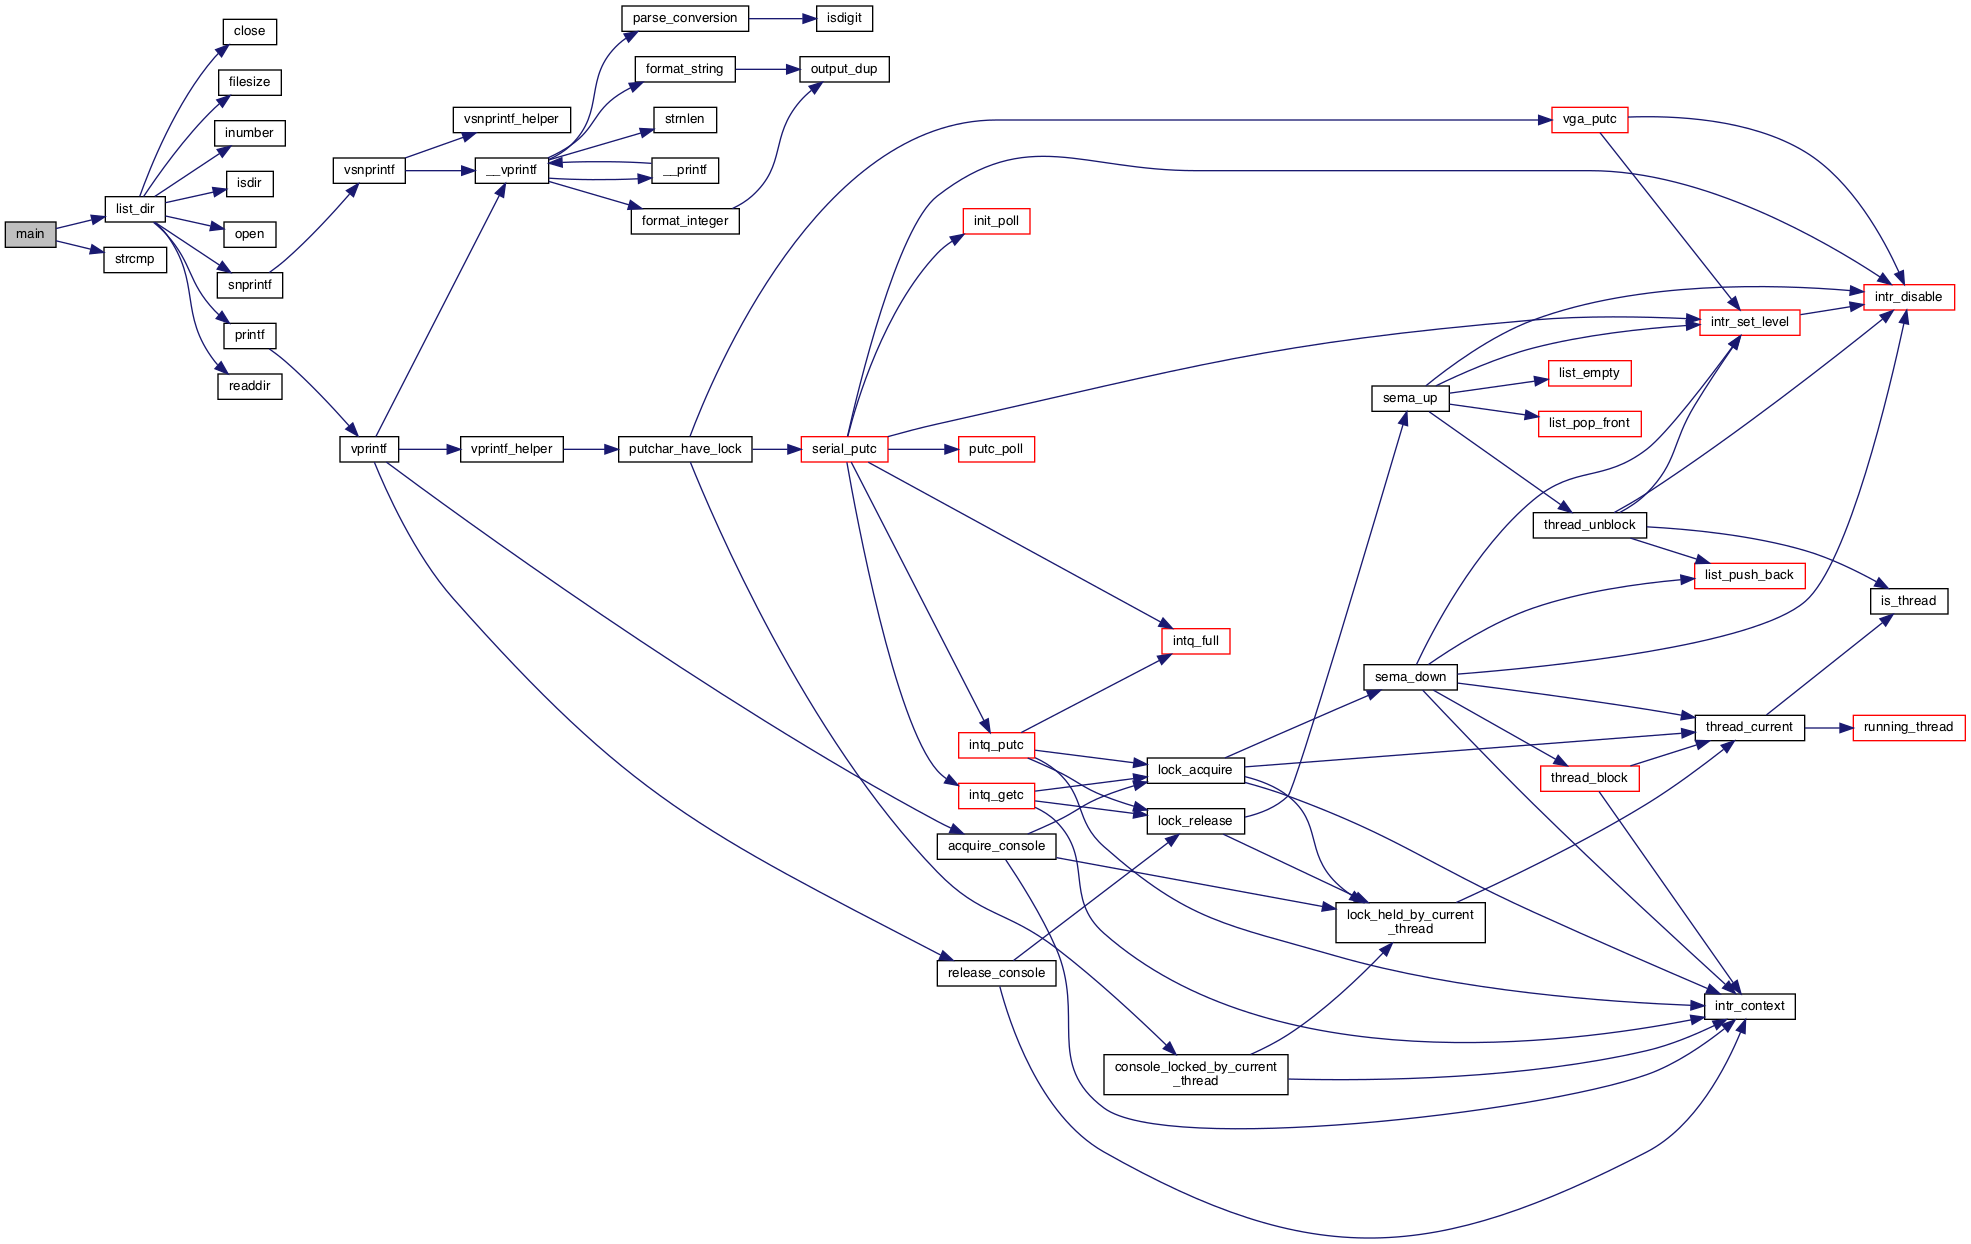 main
list_dir
strcmp
close
filesize
inumber
isdir
open
snprintf
printf
readdir
vsnprintf
vprintf
vsnprintf_helper
__vprintf
vprintf_helper
parse_conversion
format_string
strnlen
__printf
format_integer
putchar_have_lock
isdigit
output_dup
serial_putc
init_poll
putc_poll
intq_putc
intq_getc
acquire_console
release_console
intq_full
lock_acquire
lock_release
console_locked_by_current
_thread
sema_up
sema_down
lock_held_by_current
_thread
vga_putc
list_empty
list_pop_front
thread_unblock
thread_block
intr_set_level
list_push_back
thread_current
intr_context
intr_disable
is_thread
running_thread